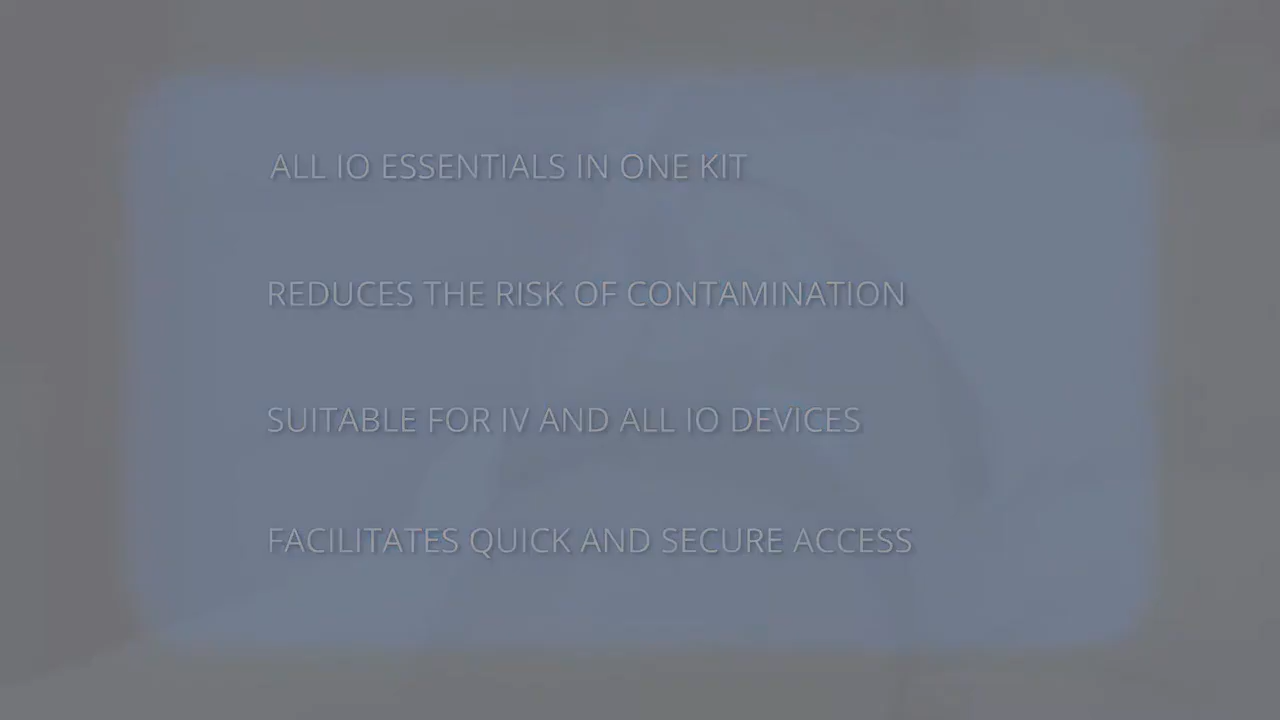 ALL IO ESSENTIALS IN ONE KIT
REDUCES THE RISK OF CONTAMINATION
SUITABLE FOR IV AND ALL IO DEVICES
FACILITATES QUICK AND SECURE ACCESS